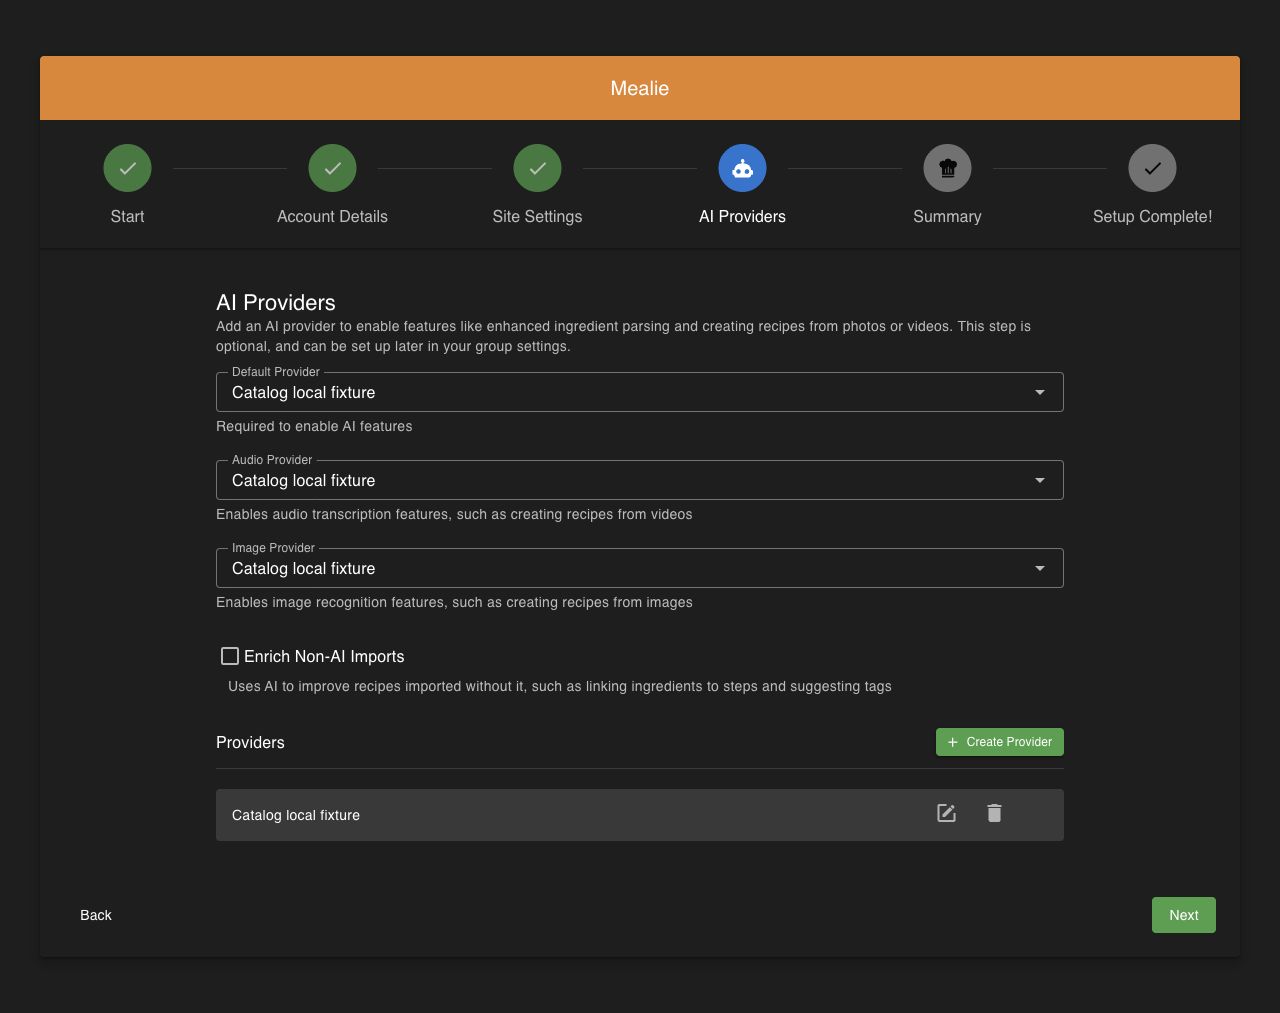 Mealie
Start
Account Details
Site Settings
AI Providers
Summary
Setup Complete!
AI Providers
Add an AI provider to enable features like enhanced ingredient parsing and creating recipes from photos or videos. This step is
optional, and can be set up later in your group settings.
Default Provider
Catalog local fixture
Required to enable AI features
Audio Provider
Catalog local fixture
Enables audio transcription features, such as creating recipes from videos
Image Provider
Catalog local fixture
Enables image recognition features, such as creating recipes from images
Enrich Non-AI Imports
Uses AI to improve recipes imported without it, such as linking ingredients to steps and suggesting tags
Providers
Create Provider
Catalog local fixture
Back
Next